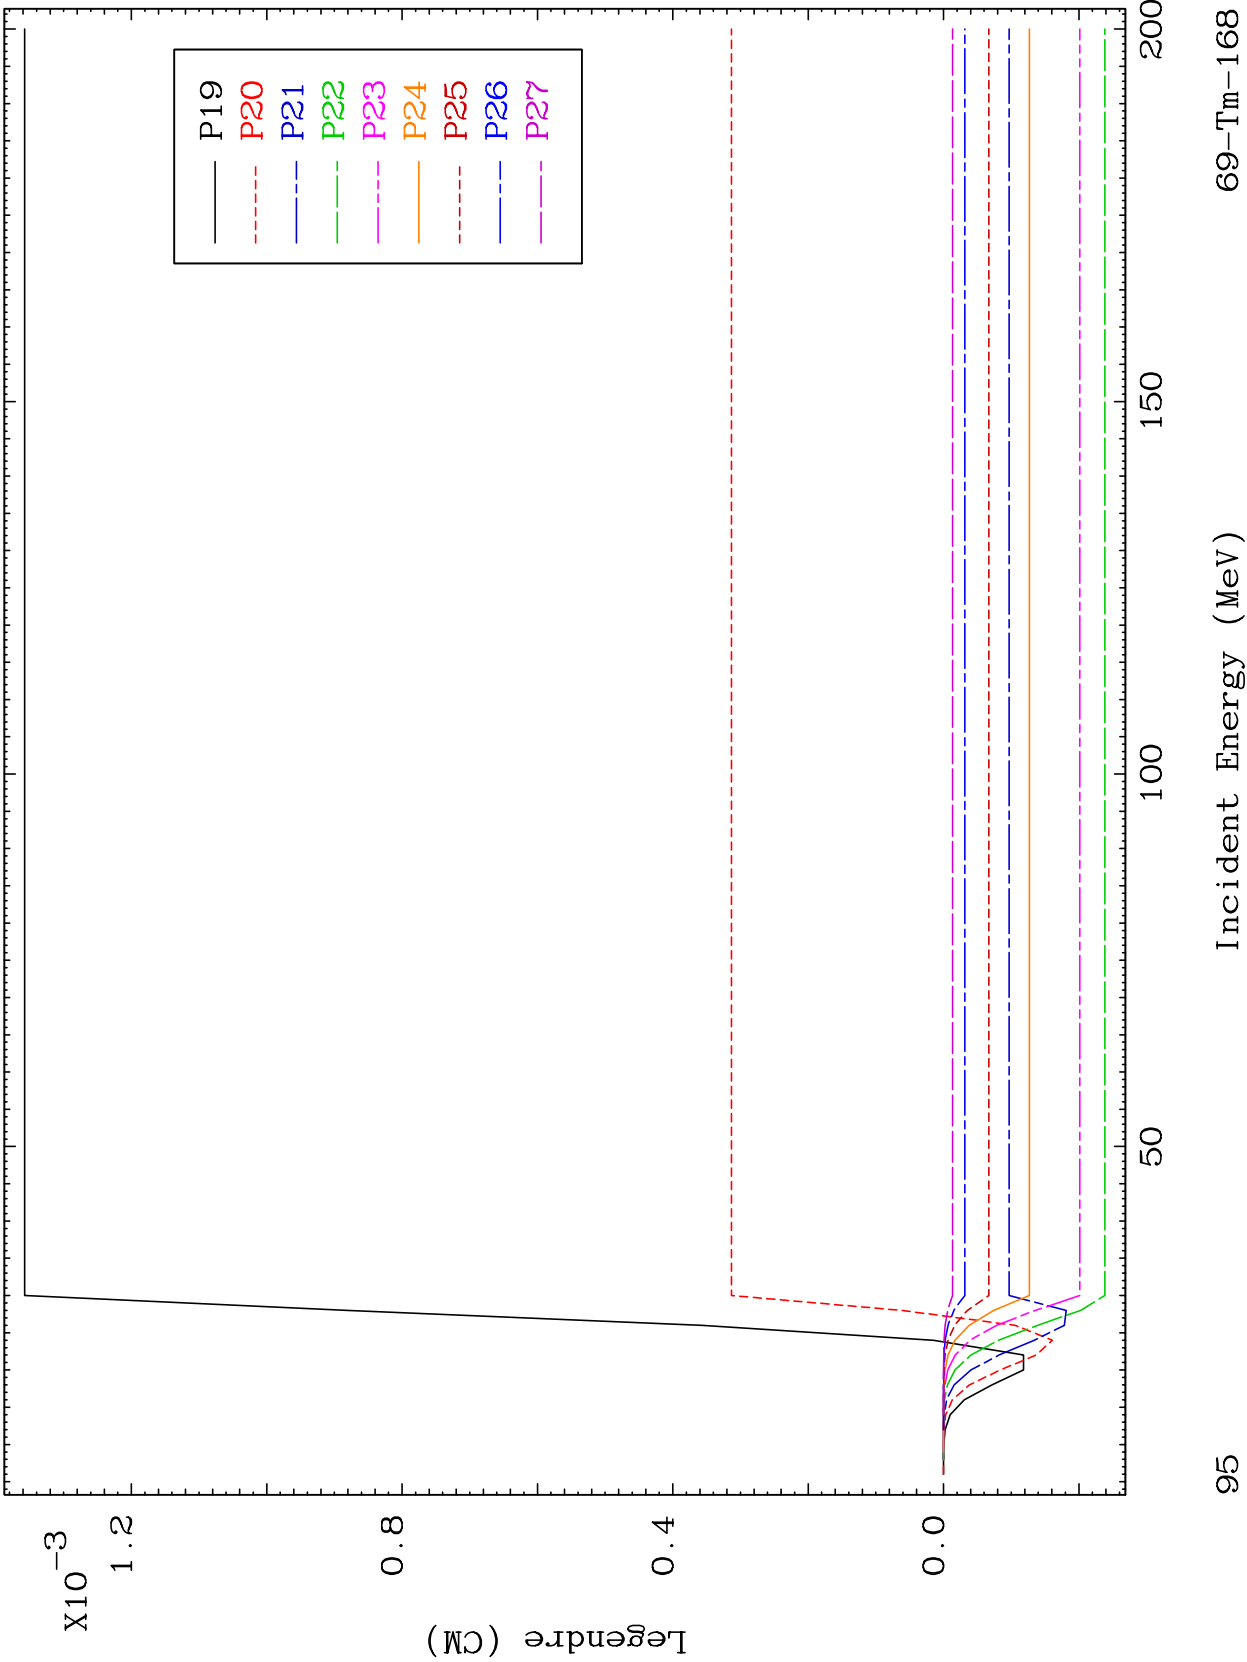 X10-3
1.2
0.8
0.4
0.0
Legendre (CM)
P19
P20
P21
P22
P23
P24
P25
P26
P27
50
100
150
200
95
Incident Energy (MeV)
69-Tm-168